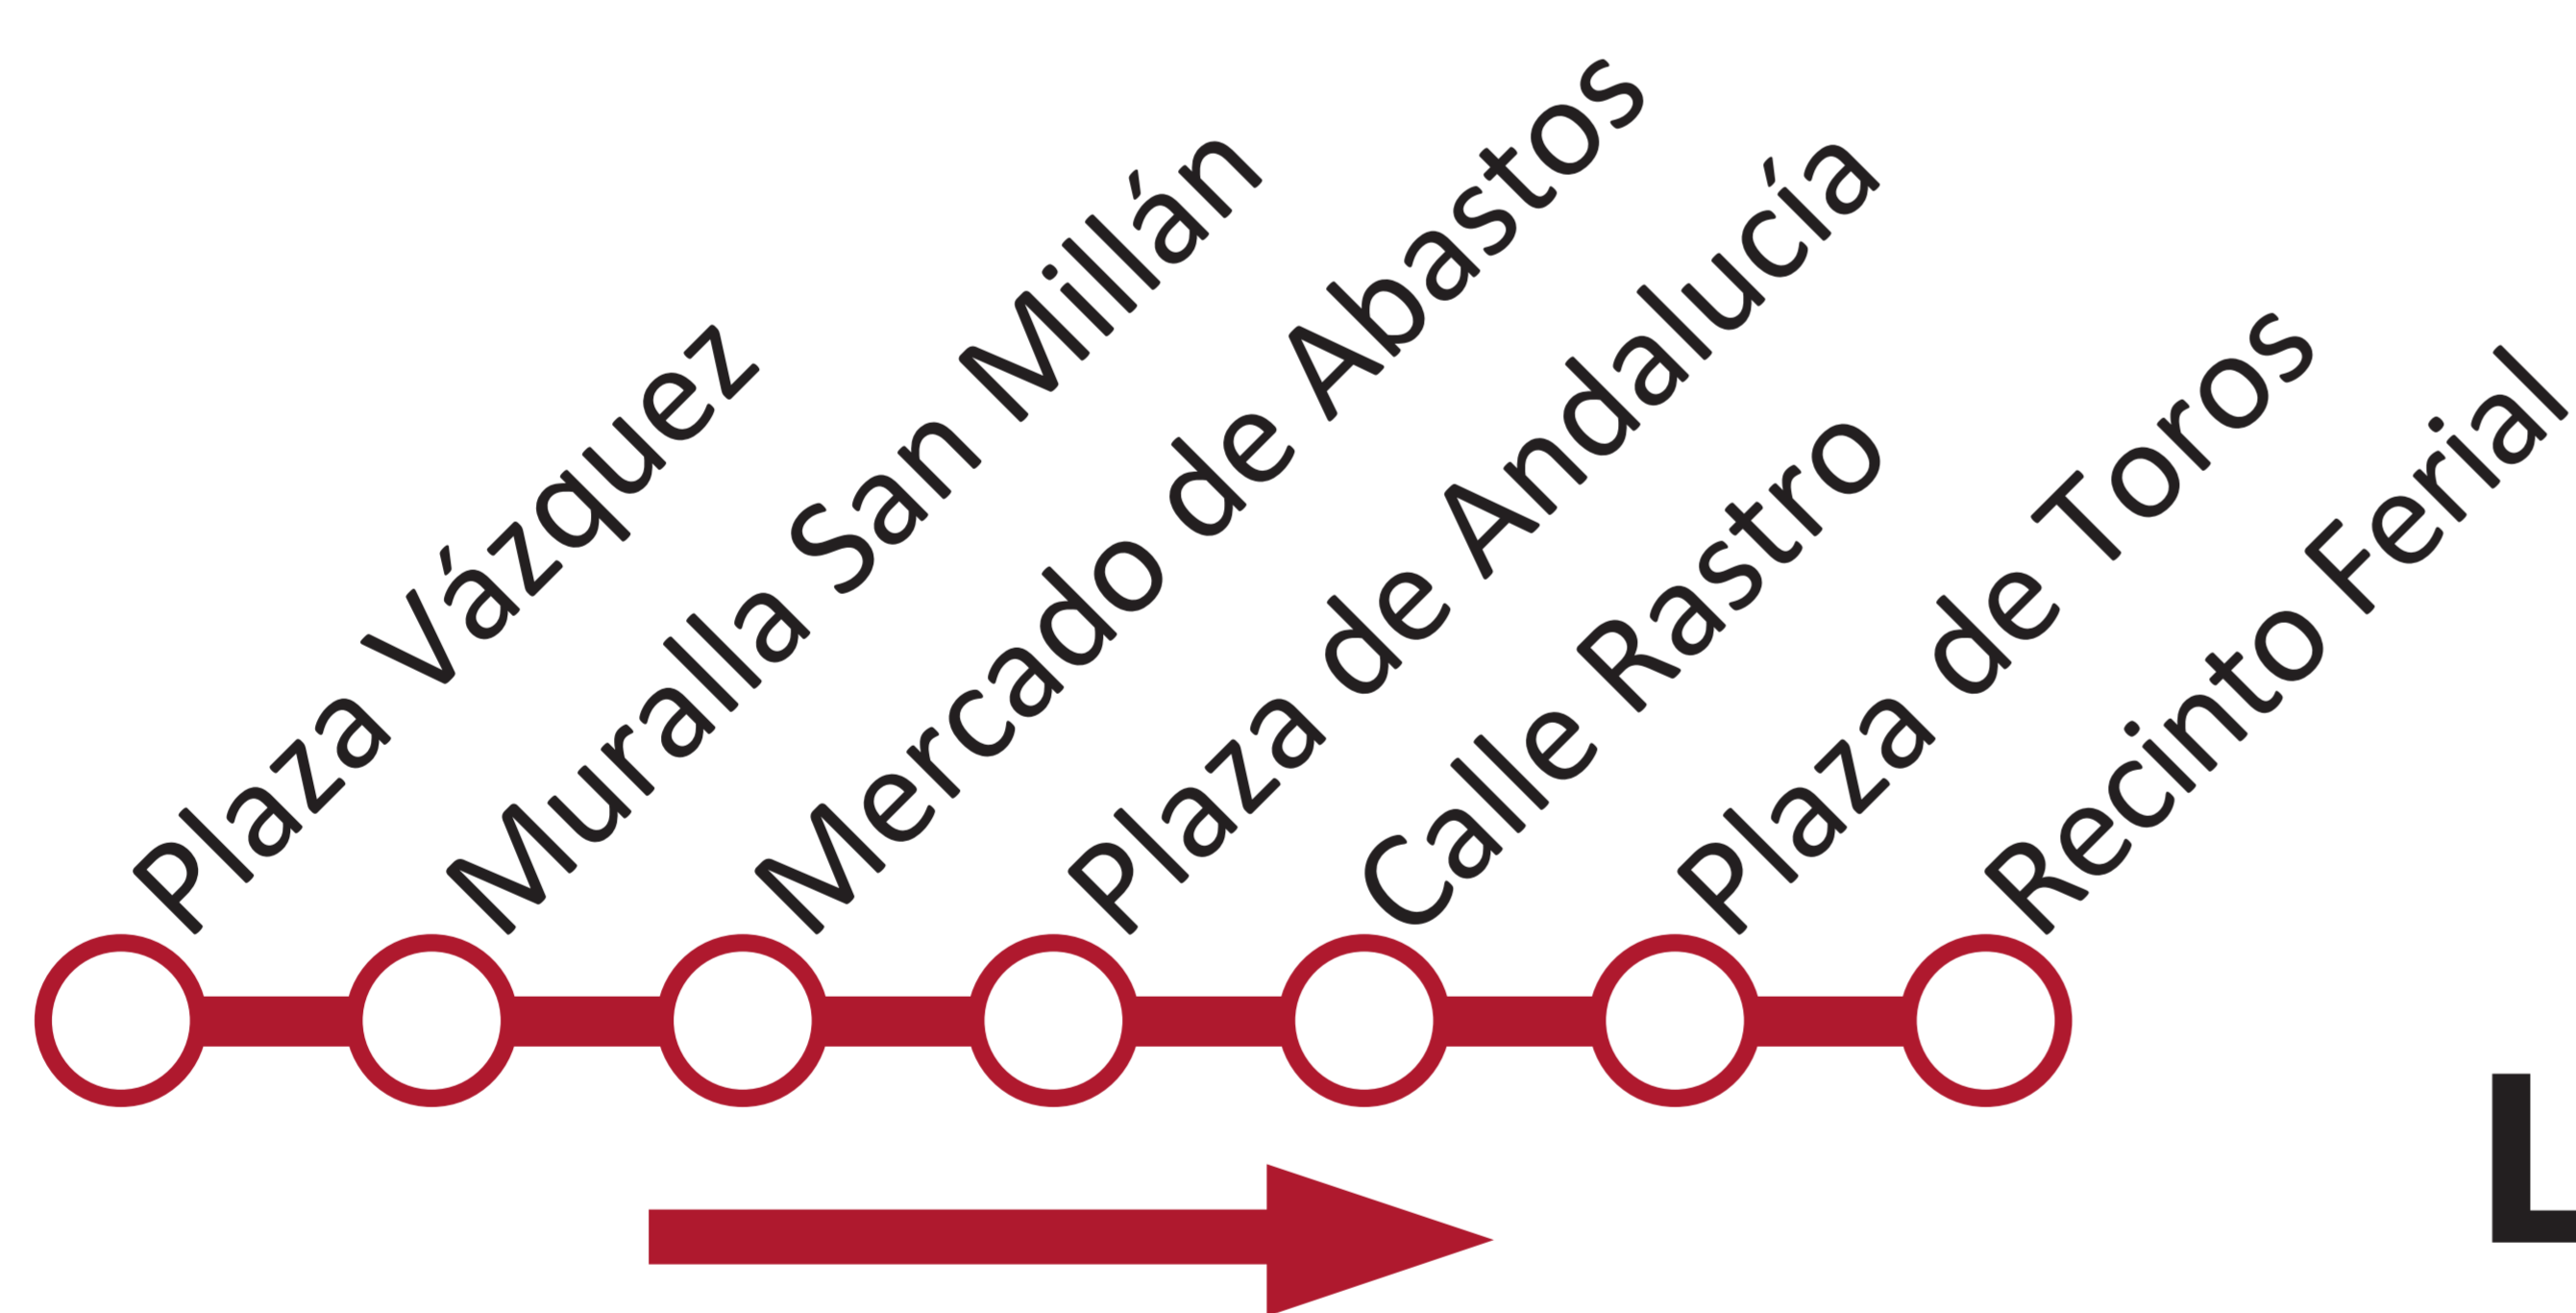 Plaza Vázquez
Muralla San Millán
Mercado de Abastos
Plaza de Andalucía
Calle Rastro
Plaza de Toros
Recinto Ferial
L